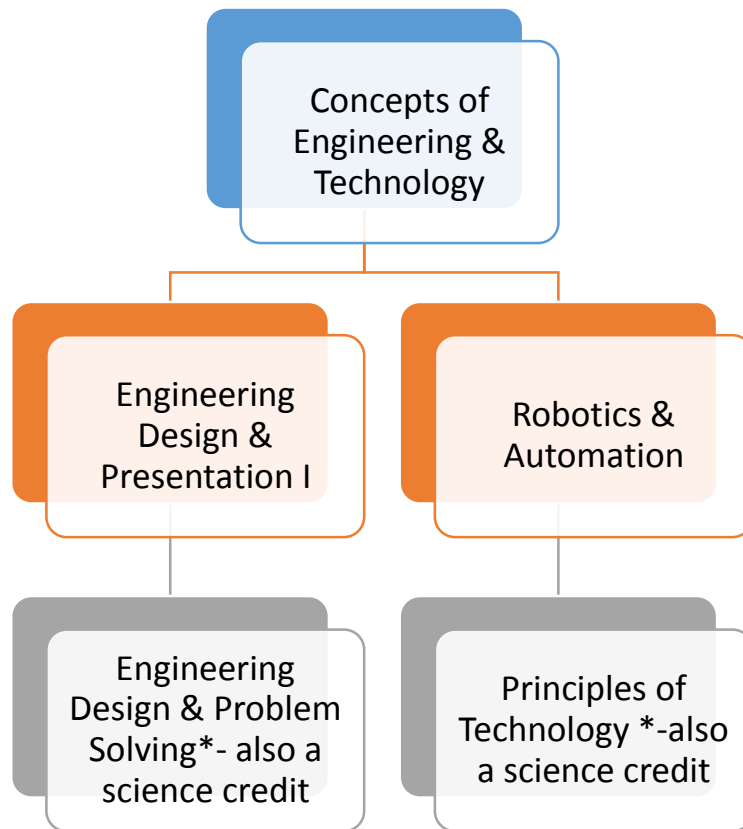 Concepts of
Engineering &
Technology
Engineering
Design &
Presentation I
Robotics &
Automation
Engineering
Design & Problem
Solving*- also a
science credit
Principles of
Technology *-also
a science credit